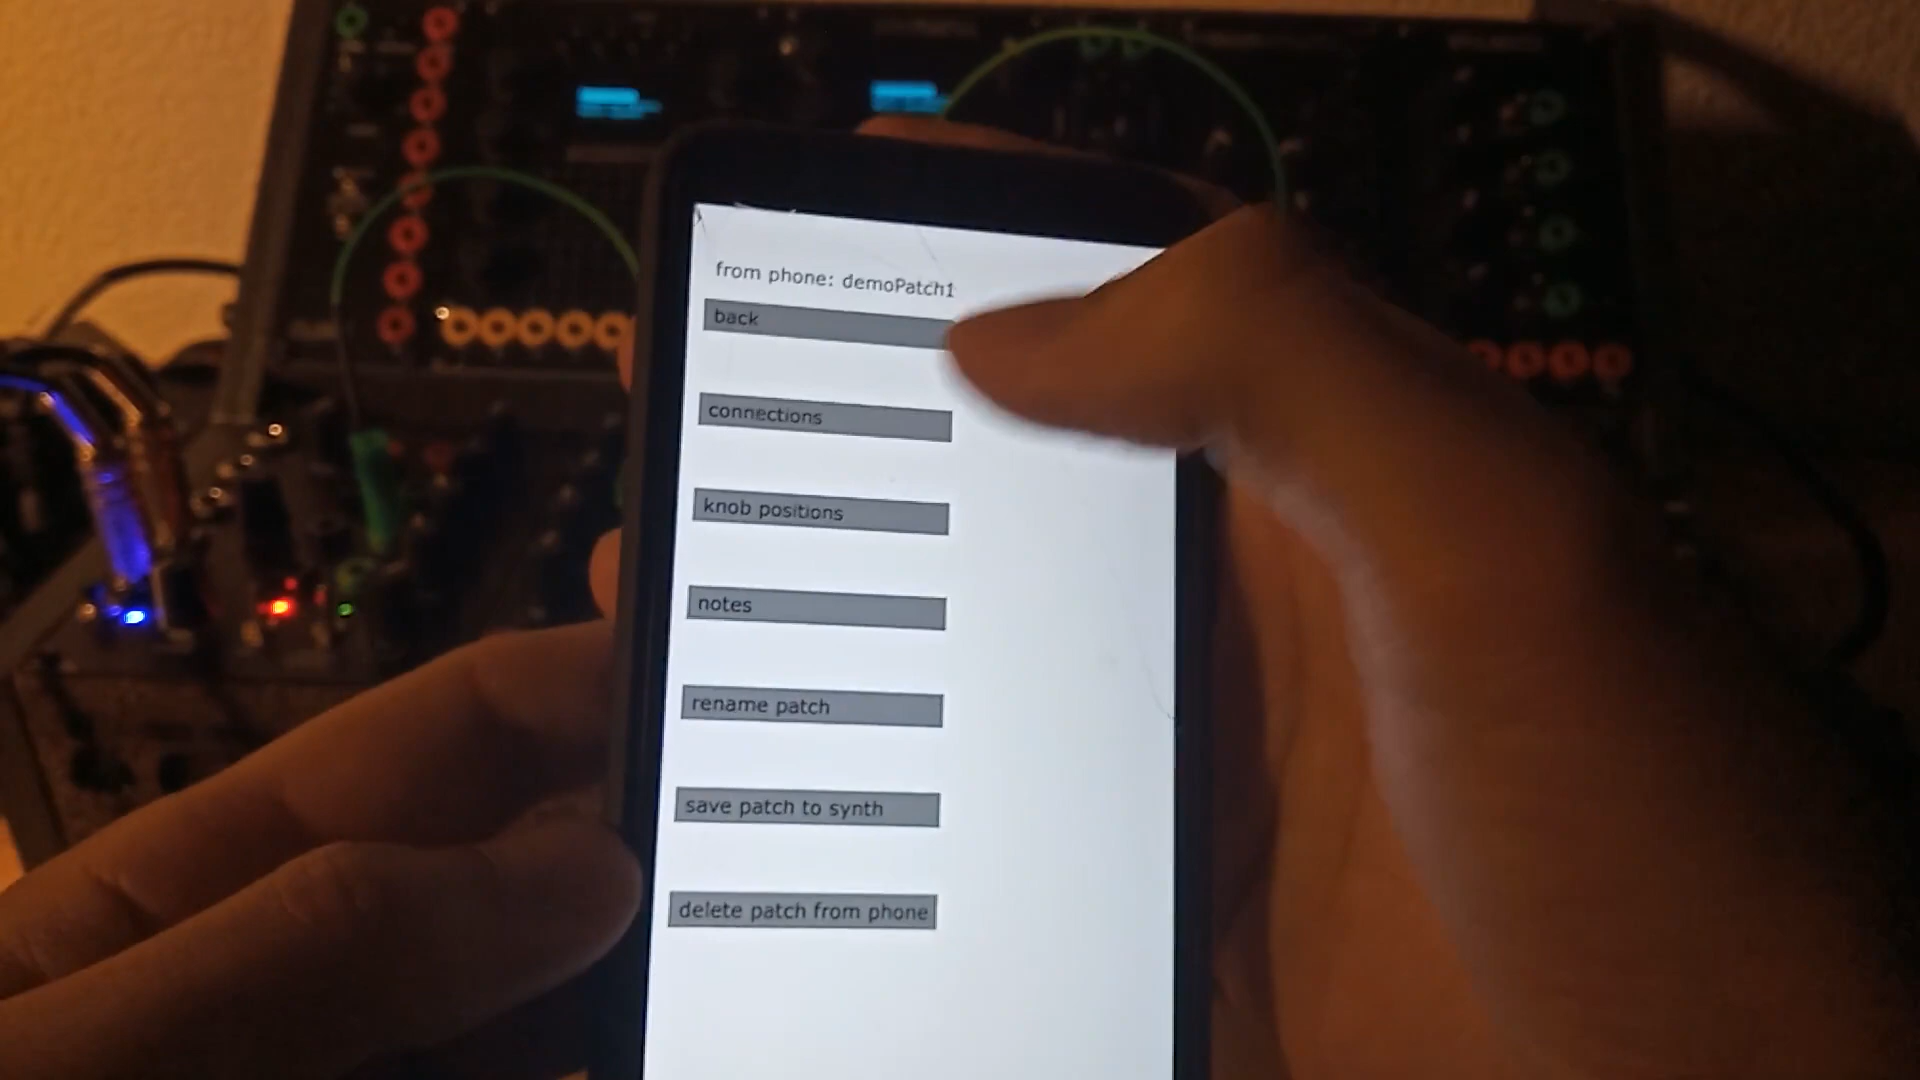 from phone: demoPatch1
back
connections
knob positions
notes
rename patch
save patch to synth
delete patch from phone